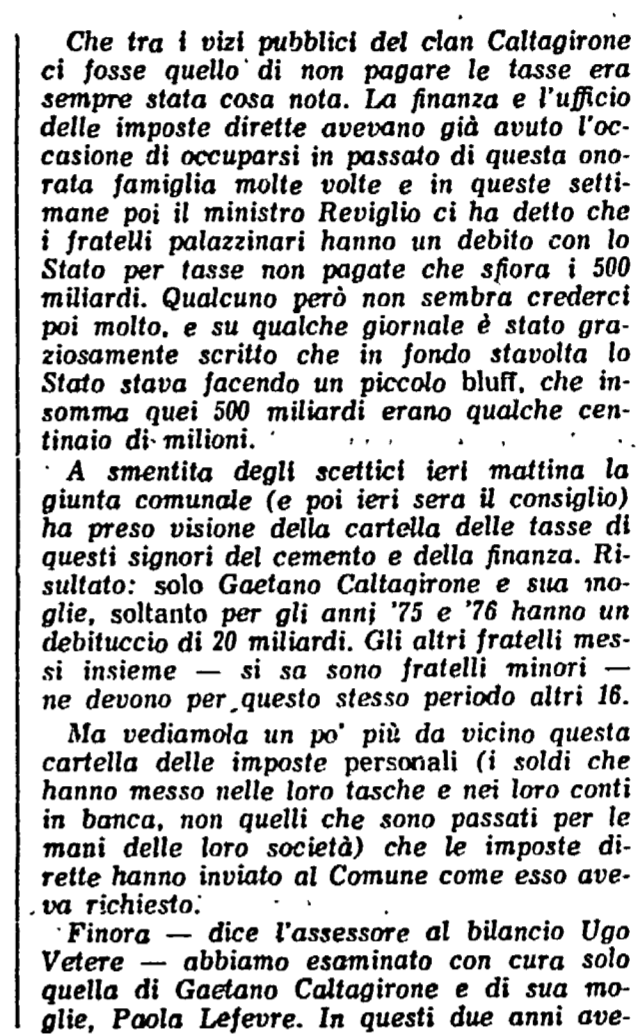 Che tra i vizi pubblici del clan Caltagirone
ci fosse quello di non pagare le tasse era
sempre stata cosa nota. La finanza e l'ufficio
delle imposte dirette avevano già avuto l'oc-
casione di occuparsi in passato di questa ono-
rata famiglia molte volte e in queste setti-
mane poi il ministro Reviglio ci ha detto che
i fratelli palazzinari hanno un debito con lo
Stato per tasse non pagate che sfiora i 500
miliardi. Qualcuno però non sembra crederci
poi molto, e su qualche giornale è stato gra-
ziosamente scritto che in fondo stavolta lo
Stato stava facendo un piccolo bluff, che in-
somma quei 500 miliardi erano qualche cen-
tinaio di milioni.
A smentita degli scettici ieri mattina la
giunta comunale (e poi ieri sera il consiglio)
ha preso visione della cartella delle tasse di
questi signori del cemento e della finanza. Ri-
sultato: solo Gaetano Caltagirone e sua mo-
glie, soltanto per gli anni '75 e '76 hanno un
debituccio di 20 miliardi. Gli altri fratelli mes-
si insieme — si sa sono fratelli minori —
ne devono per questo stesso periodo altri 16.
Ma vediamola un po' più da vicino questa
cartella delle imposte personali (i soldi che
hanno messo nelle loro tasche e nei loro conti
in banca, non quelli che sono passati per le
mani delle loro società) che le imposte di-
rette hanno inviato al Comune come esso ave-
va richiesto.
Finora — dice l'assessore al bilancio Ugo
Vetere — abbiamo esaminato con cura solo
quella di Gaetano Caltagirone e di sua mo-
glie, Paola Lefevre. In questi due anni ave-